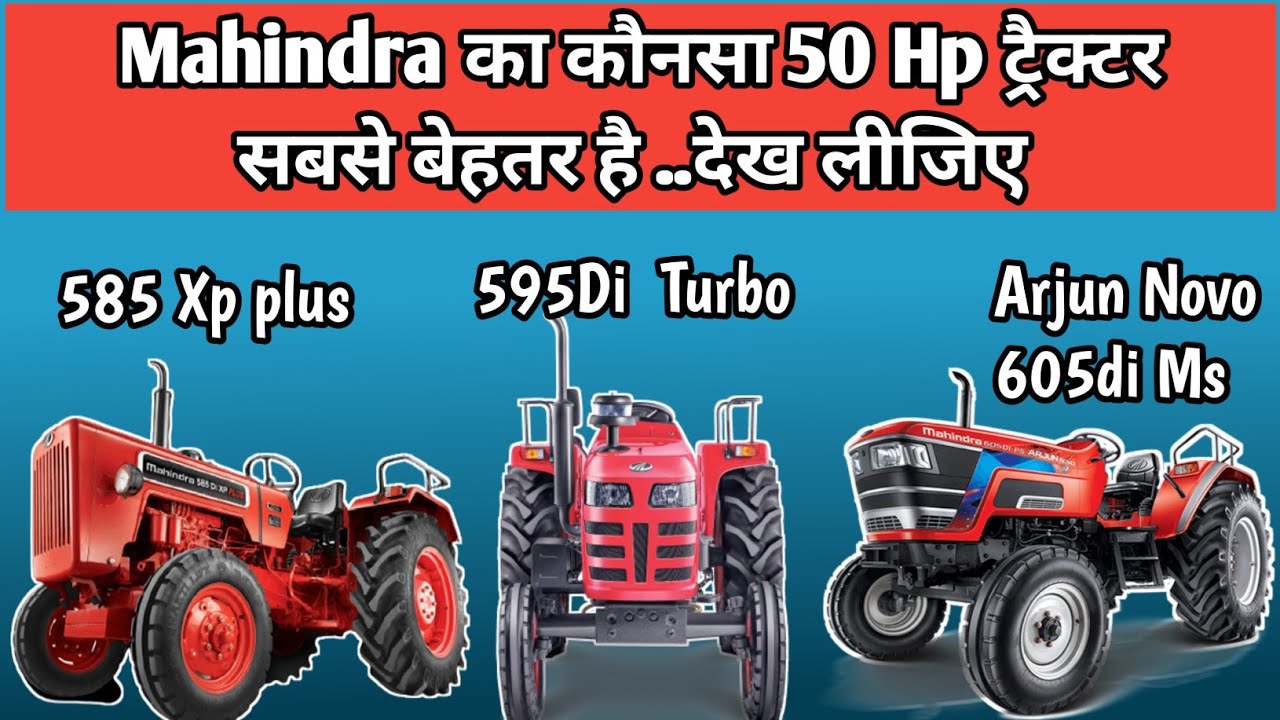 Mahindra का कौनसा 50 Hp ट्रैक्टर
सबसे बेहतर है ..देख लीजिए
585 Xp plus
595Di Turbo
Arjun Novo
605di Ms
Mahindra 585 DI XP PLUS
Mahindra 605 DI PS ARJUN NOVO